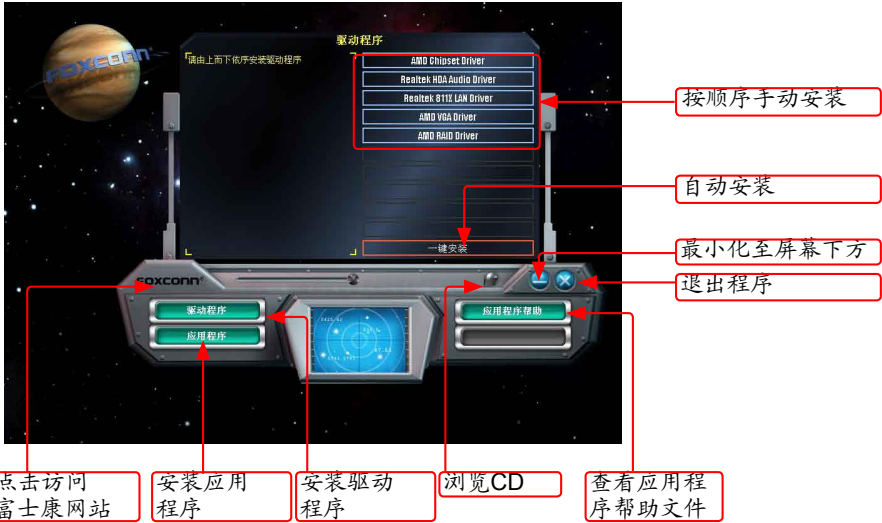 FOXCONN
驱动程序
请由上而下依序安装驱动程序
AMD Chipset Driver
Realtek HDA Audio Driver
Realtek 811X LAN Driver
AMD VGA Driver
AMD RAID Driver
一键安装
按顺序手动安装
自动安装
最小化至屏幕下方
退出程序
FOXCONN
驱动程序
应用程序
应用程序帮助
点击访问
富士康网站
安装应用
程序
安装驱动
程序
浏览CD
查看应用程
序帮助文件